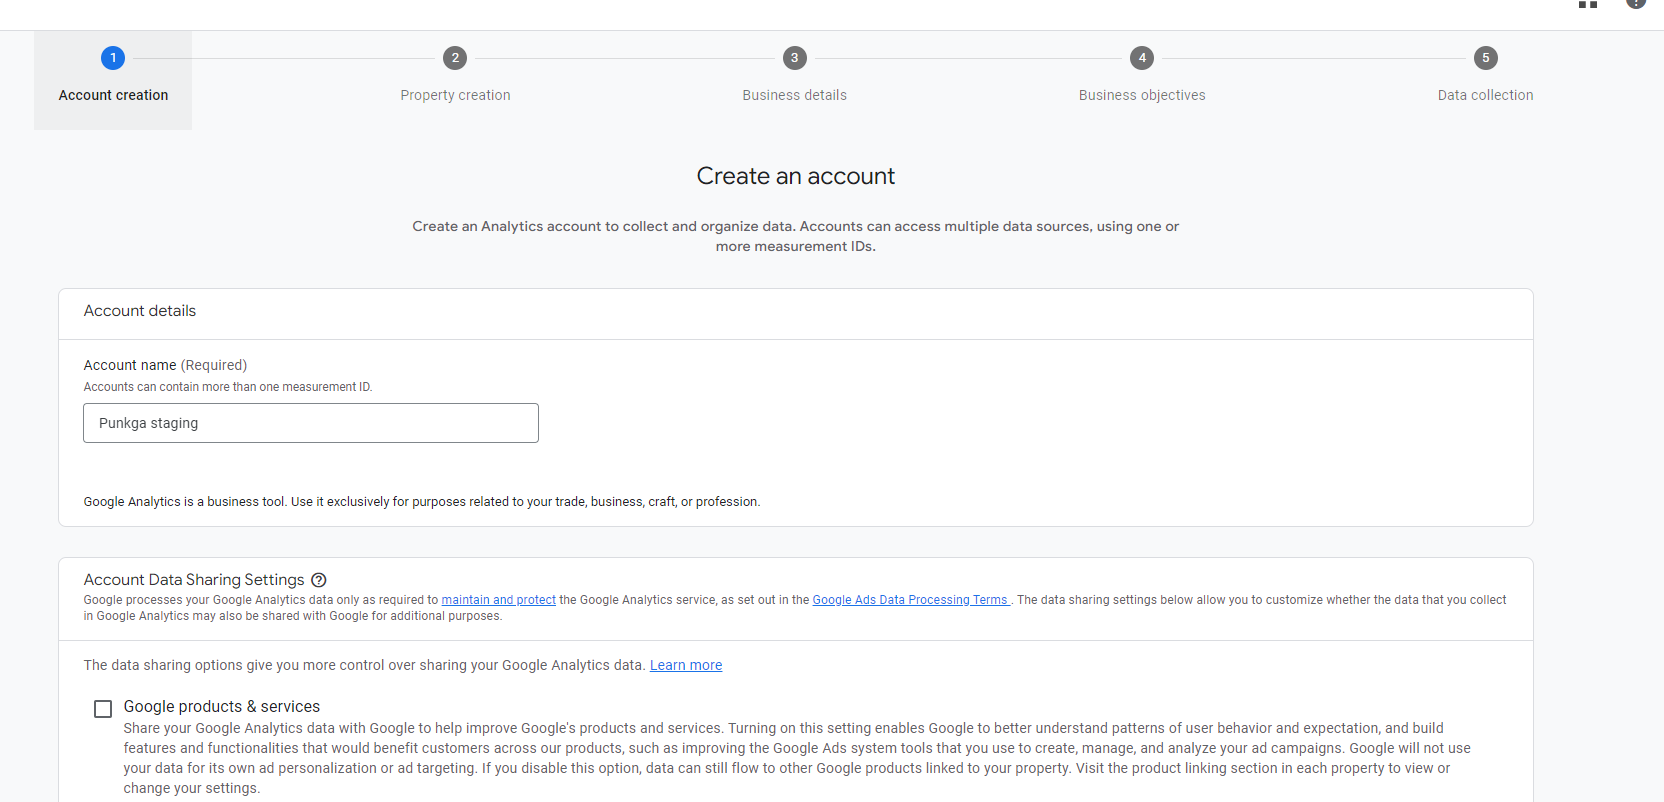 1
2
3
4
5
Account creation
Property creation
Business details
Business objectives
Data collection
Create an account
Create an Analytics account to collect and organize data. Accounts can access multiple data sources, using one or
more measurement IDs.
Account details
Account name (Required)
Accounts can contain more than one measurement ID.
Punkga staging
Google Analytics is a business tool. Use it exclusively for purposes related to your trade, business, craft, or profession.
Account Data Sharing Settings ?
Google processes your Google Analytics data only as required to maintain and protect the Google Analytics service, as set out in the Google Ads Data Processing Terms . The data sharing settings below allow you to customize whether the data that you collect
in Google Analytics may also be shared with Google for additional purposes.
The data sharing options give you more control over sharing your Google Analytics data. Learn more
Google products & services
Share your Google Analytics data with Google to help improve Google's products and services. Turning on this setting enables Google to better understand patterns of user behavior and expectation, and build
features and functionalities that would benefit customers across our products, such as improving the Google Ads system tools that you use to create, manage, and analyze your ad campaigns. Google will not use
your data for its own ad personalization or ad targeting. If you disable this option, data can still flow to other Google products linked to your property. Visit the product linking section in each property to view or
change your settings.